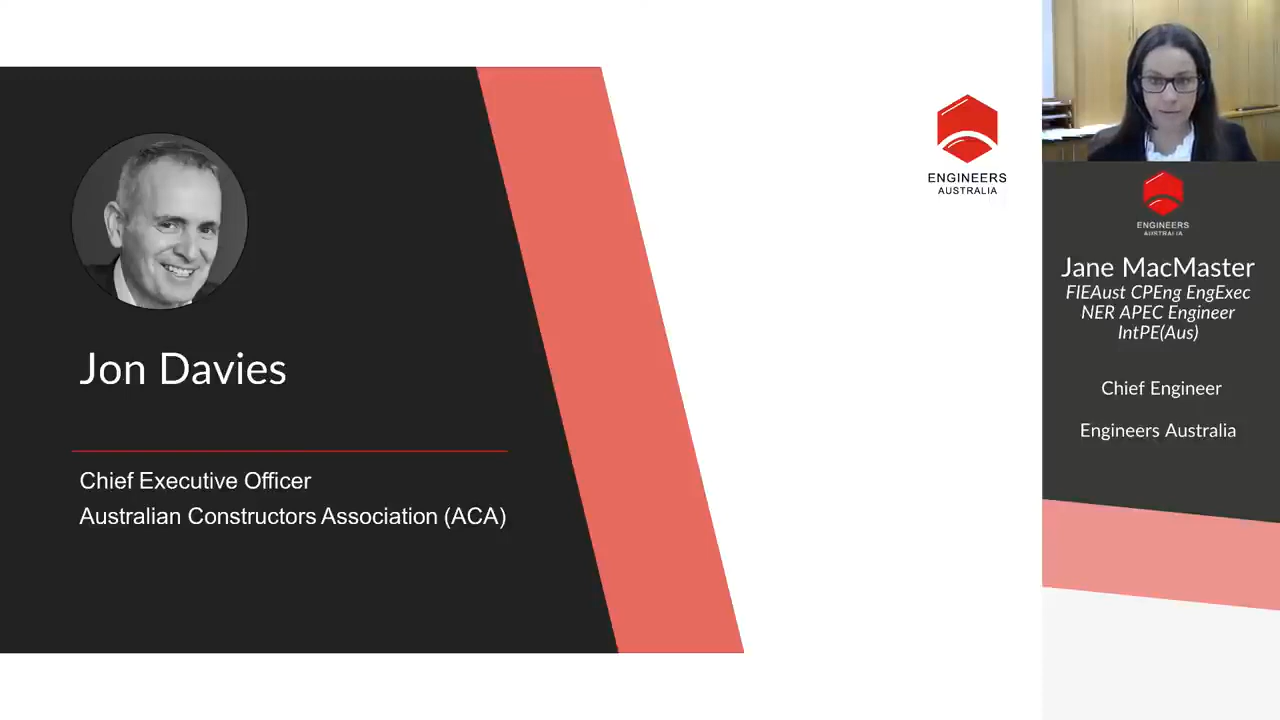 Jon Davies
Chief Executive Officer
Australian Constructors Association (ACA)
ENGINEERS
AUSTRALIA
ENGINEERS
AUSTRALIA
Jane MacMaster
FIEAust CPEng EngExec
NER APEC Engineer
IntPE(Aus)
Chief Engineer
Engineers Australia